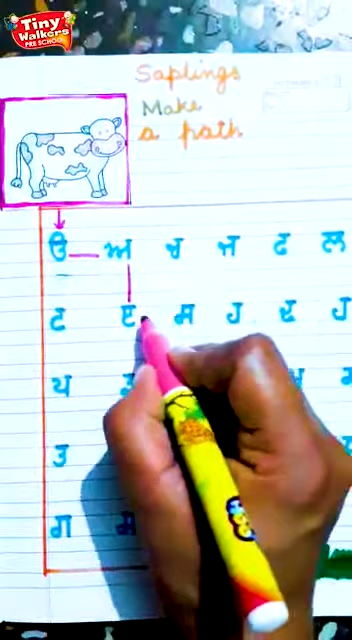 Tiny
Walkers
PRE SCHOOL
Saplings
Make
a path
ੳ ਅ ਚ ਜ ਫ ਲ
ਟ ੲ ਸ ਹ ਦ ਹ
ਪ
ਤ
ਗ ਸ